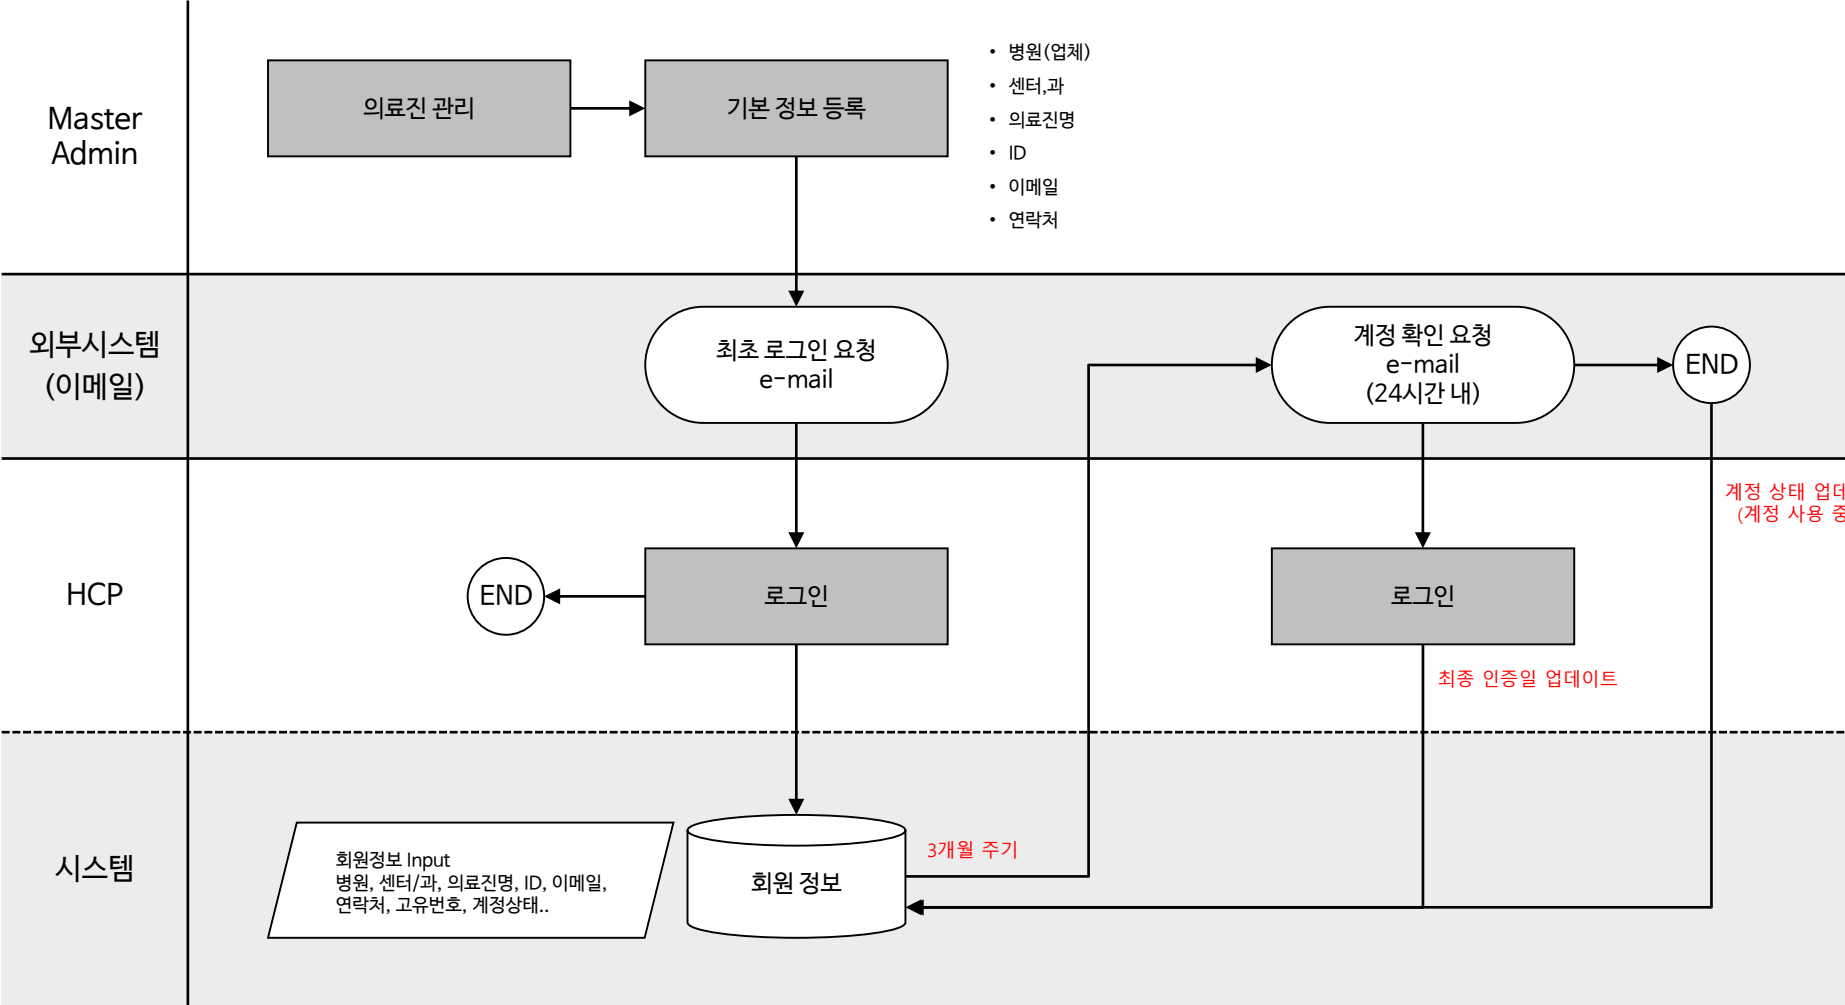 Master
Admin
의료진 관리
기본 정보 등록
• 병원(업체)
• 센터,과
• 의료진명
• ID
• 이메일
• 연락처
외부시스템
(이메일)
최초 로그인 요청
e-mail
계정 확인 요청
e-mail
(24시간 내)
END
계정 상태 업데
(계정 사용 중
HCP
END
로그인
로그인
최종 인증일 업데이트
시스템
회원정보 Input
병원, 센터/과, 의료진명, ID, 이메일,
연락처, 고유번호, 계정상태..
회원 정보
3개월 주기